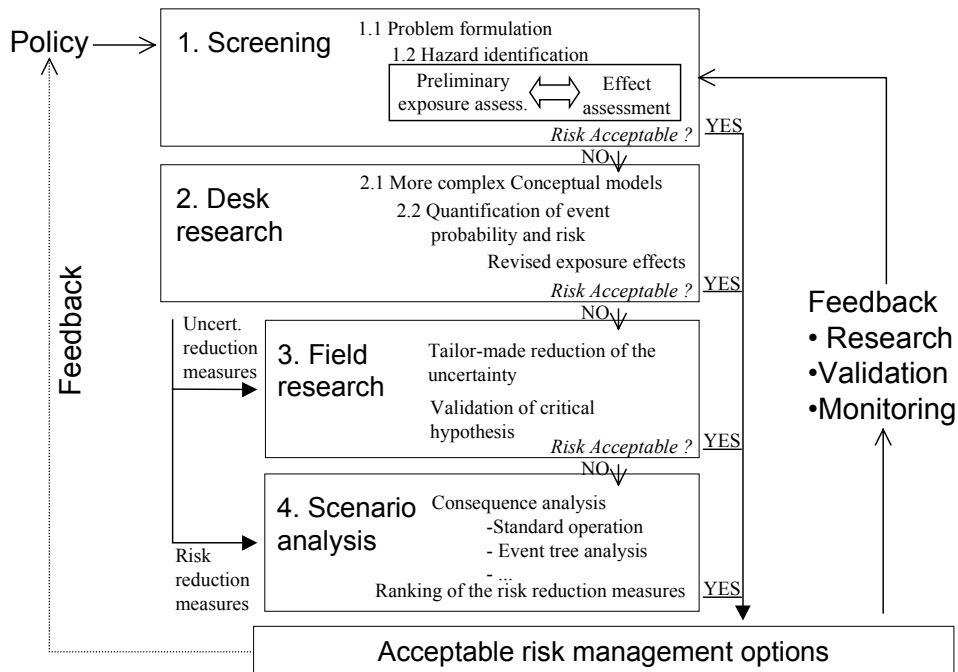 Policy
1. Screening
1.1 Problem formulation
1.2 Hazard identification
Preliminary
exposure assess.
Effect
assessment
Risk Acceptable ?
YES
NO
2. Desk
research
2.1 More complex Conceptual models
2.2 Quantification of event
probability and risk
Revised exposure effects
Risk Acceptable ?
YES
NO
Uncert.
reduction
measures
3. Field
research
Tailor-made reduction of the
uncertainty
Validation of critical
hypothesis
Risk Acceptable ?
YES
NO
4. Scenario
analysis
Consequence analysis
-Standard operation
- Event tree analysis
- ...
Ranking of the risk reduction measures
YES
Risk
reduction
measures
Feedback
Feedback
• Research
•Validation
•Monitoring
Acceptable risk management options